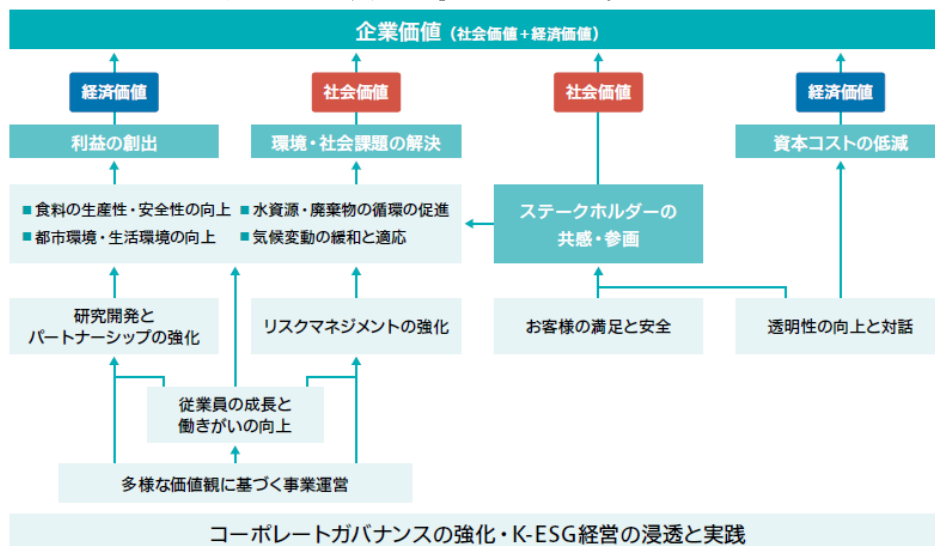 企業価値（社会価値＋経済価値）
経済価値
社会価値
社会価値
経済価値
利益の創出
環境・社会課題の解決
資本コストの低減
■ 食料の生産性・安全性の向上
■ 水資源・廃棄物の循環の促進
■ 都市環境・生活環境の向上
■ 気候変動の緩和と適応
ステークホルダーの
共感・参画
研究開発と
パートナーシップの強化
リスクマネジメントの強化
お客様の満足と安全
透明性の向上と対話
従業員の成長と
働きがいの向上
多様な価値観に基づく事業運営
コーポレートガバナンスの強化・K-ESG経営の浸透と実践